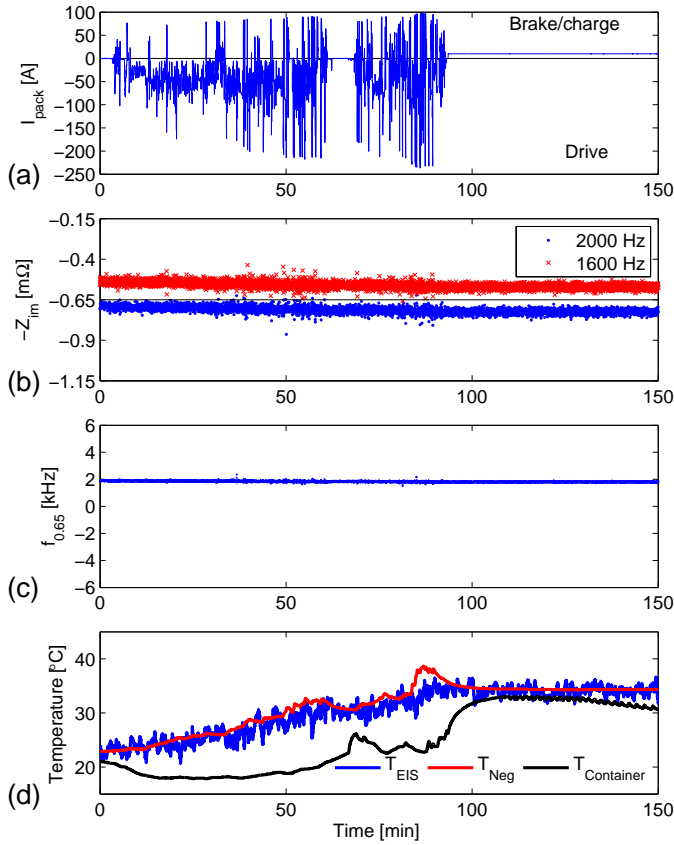 100
50
0
−50
−100
−150
−200
250
0
50
100
150
I_pack [A]
Brake/charge
Drive
(a)
−0.15
−0.4
−0.65
−0.9
−1.15
0
50
100
150
−Z_im [mΩ]
2000 Hz
1600 Hz
(b)
6
4
2
0
−2
−4
−6
0
50
100
150
f_0.65 [kHz]
(c)
40
30
20
0
50
100
150
Temperature [°C]
T_EIS T_Neg T_Container
(d)
Time [min]